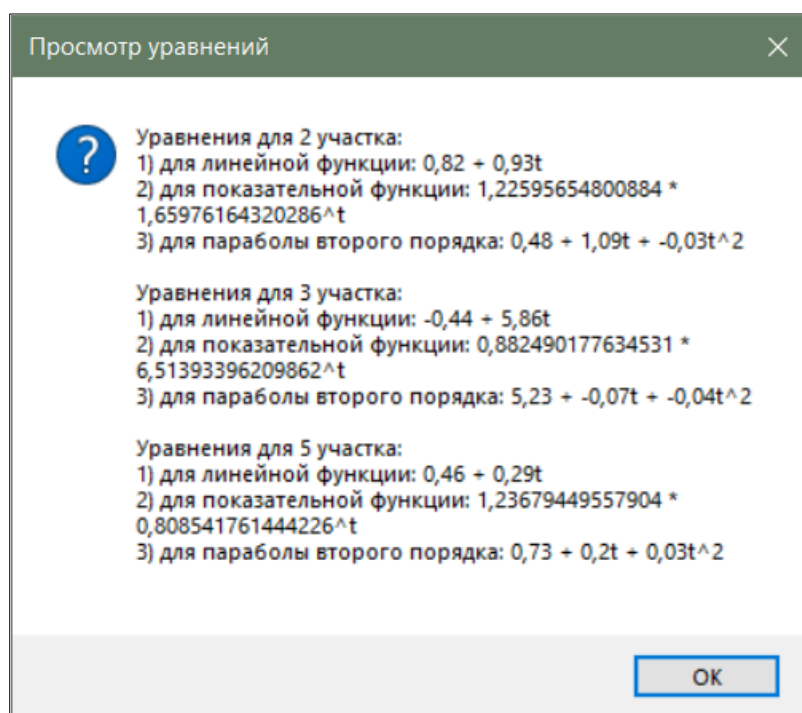 Просмотр уравнений
Уравнения для 2 участка:
1) для линейной функции: 0,82 + 0,93t
2) для показательной функции: 1,22595654800884 *
1,65976164320286^t
3) для параболы второго порядка: 0,48 + 1,09t + -0,03t^2
Уравнения для 3 участка:
1) для линейной функции: -0,44 + 5,86t
2) для показательной функции: 0,882490177634531 *
6,51393396209862^t
3) для параболы второго порядка: 5,23 + -0,07t + -0,04t^2
Уравнения для 5 участка:
1) для линейной функции: 0,46 + 0,29t
2) для показательной функции: 1,23679449557904 *
0,808541761444226^t
3) для параболы второго порядка: 0,73 + 0,2t + 0,03t^2
ОК